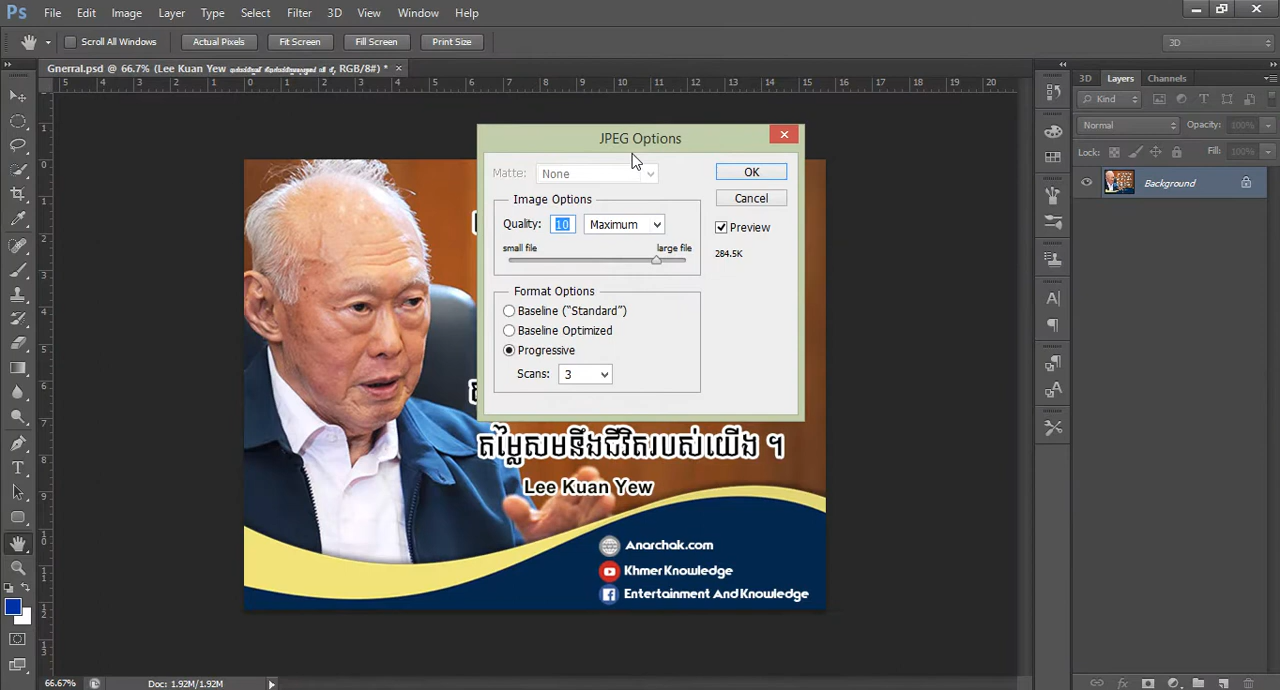 Ps File Edit Image Layer Type Select Filter 3D View Window Help
Scroll All Windows Actual Pixels Fit Screen Fill Screen Print Size 3D
Gnerral.psd @ 66.7% (Lee Kuan Yew RGB/8#) * ×
3D Layers Channels
Kind
Normal Opacity: 100%
Lock: Fill: 100%
Background
JPEG Options
Matte: None
OK
Cancel
Preview
284.5K
Image Options
Quality: 10 Maximum
small file large file
Format Options
Baseline (“Standard”)
Baseline Optimized
Progressive
Scans: 3
តម្លៃសមនឹងជីវិតរបស់យើង ។
Lee Kuan Yew
Anarchak.com
Khmer Knowledge
Entertainment And Knowledge
66.67% Doc: 1.92M/1.92M